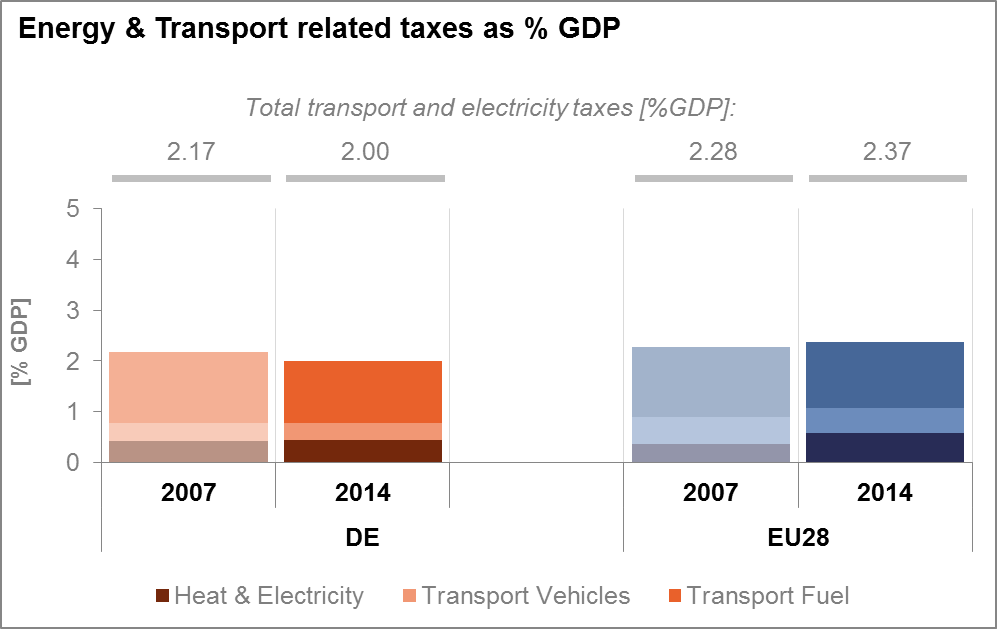 Energy & Transport related taxes as % GDP
Total transport and electricity taxes [%GDP]:
2.17 2.00 2.28 2.37
5
4
3
2
1
0
[% GDP]
2007 2014 2007 2014
DE EU28
Heat & Electricity Transport Vehicles Transport Fuel